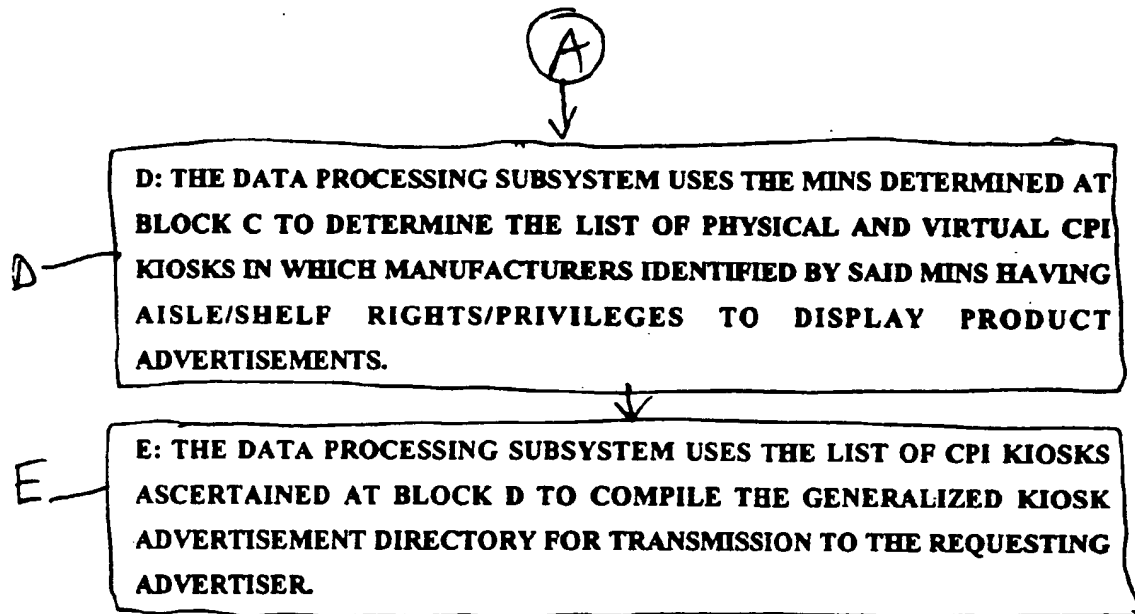 A
D: THE DATA PROCESSING SUBSYSTEM USES THE MINS DETERMINED AT
BLOCK C TO DETERMINE THE LIST OF PHYSICAL AND VIRTUAL CPI
KIOSKS IN WHICH MANUFACTURERS IDENTIFIED BY SAID MINS HAVING
AISLE/SHELF RIGHTS/PRIVILEGES TO DISPLAY PRODUCT
ADVERTISEMENTS.
D
E: THE DATA PROCESSING SUBSYSTEM USES THE LIST OF CPI KIOSKS
ASCERTAINED AT BLOCK D TO COMPILE THE GENERALIZED KIOSK
ADVERTISEMENT DIRECTORY FOR TRANSMISSION TO THE REQUESTING
ADVERTISER.
E